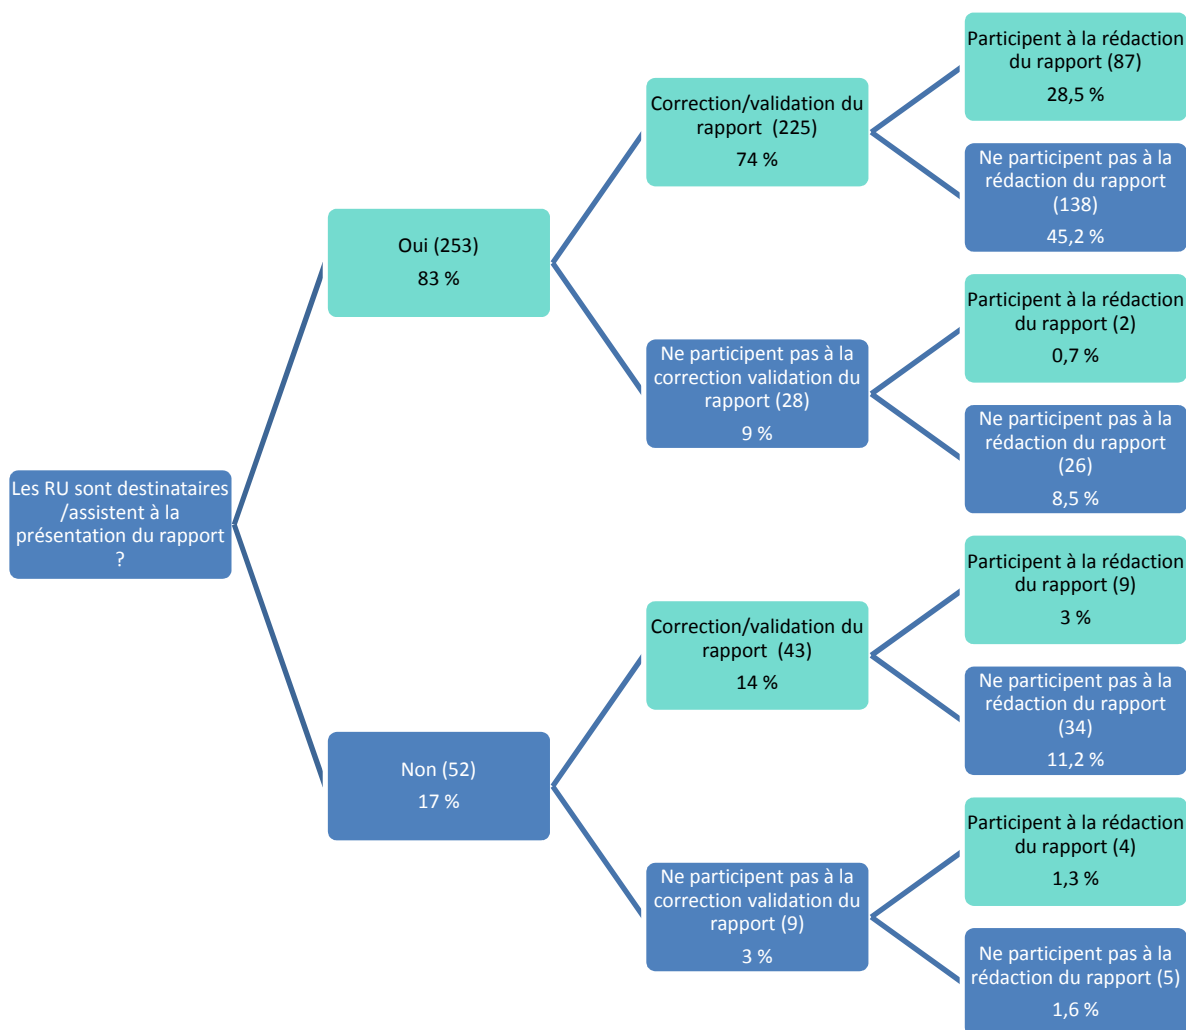 Les RU sont destinataires
/assistent à la
présentation du rapport
?
Oui (253)
83 %
Correction/validation du
rapport (225)
74 %
Participent à la rédaction
du rapport (87)
28,5 %
Ne participent pas à la
rédaction du rapport
(138)
45,2 %
Ne participent pas à la
correction validation du
rapport (28)
9 %
Participent à la rédaction
du rapport (2)
0,7 %
Ne participent pas à la
rédaction du rapport
(26)
8,5 %
Non (52)
17 %
Correction/validation du
rapport (43)
14 %
Participent à la rédaction
du rapport (9)
3 %
Ne participent pas à la
rédaction du rapport
(34)
11,2 %
Ne participent pas à la
correction validation du
rapport (9)
3 %
Participent à la rédaction
du rapport (4)
1,3 %
Ne participent pas à la
rédaction du rapport (5)
1,6 %